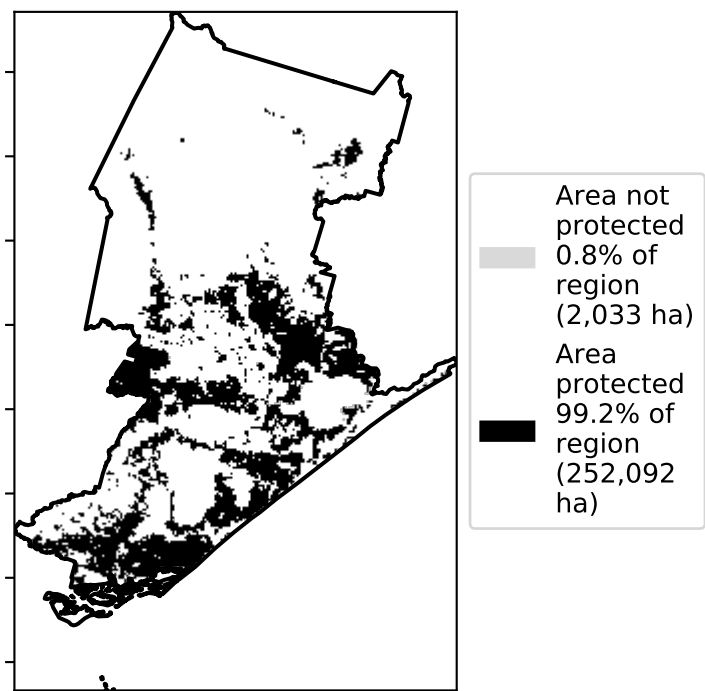 Area not
protected
0.8% of
region
(2,033 ha)
Area
protected
99.2% of
region
(252,092
ha)